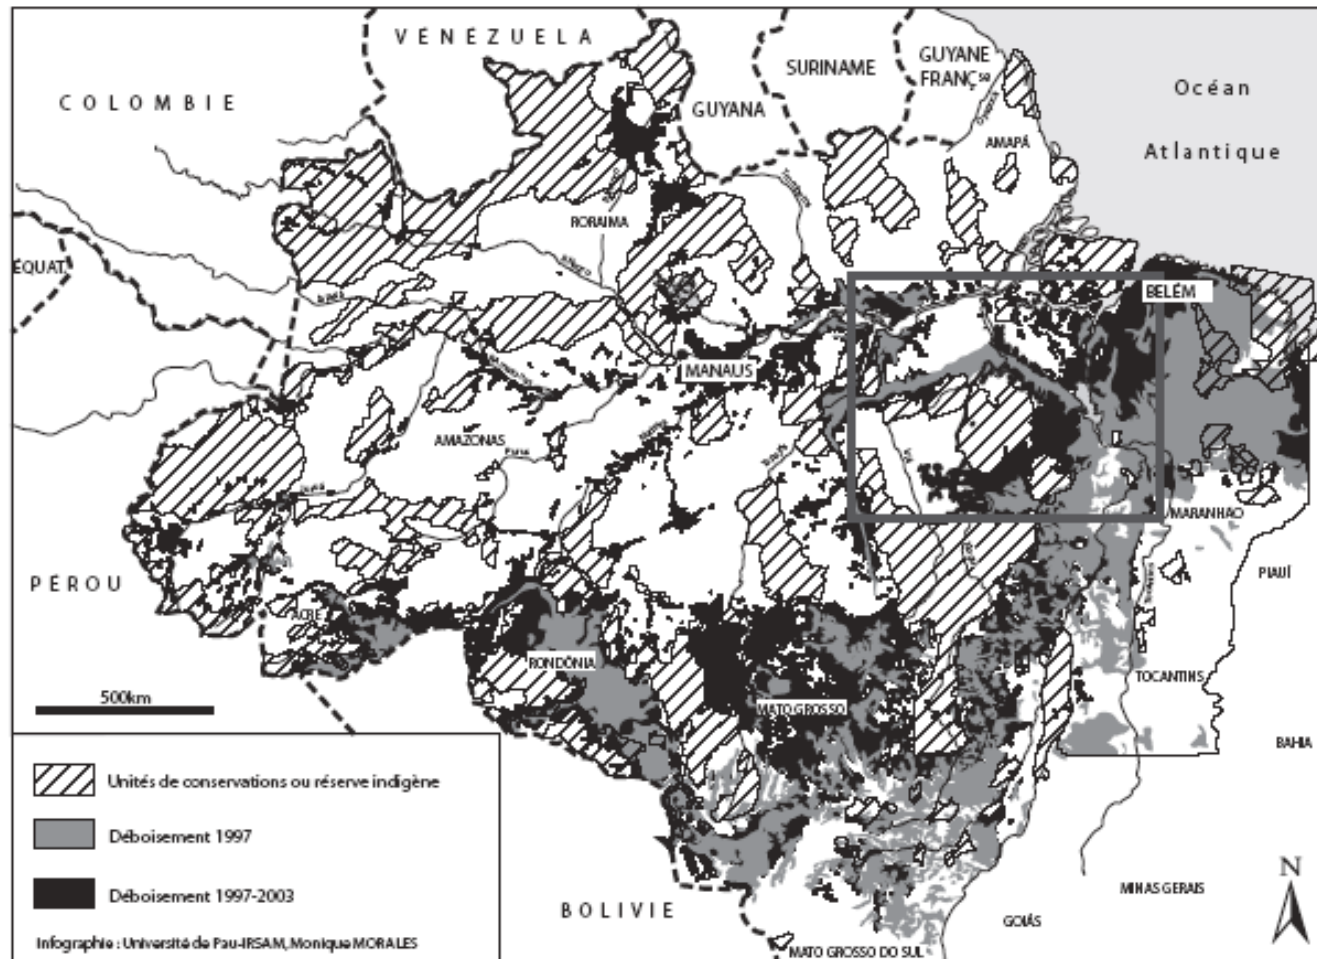 VÉNÉZUELA
COLOMBIE
SURINAME
GUYANE
FRANÇse
GUYANA
Océan
Atlantique
AMAPÁ
RORAIMA
ÉQUAT.
BELÉM
MANAUS
AMAZONAS
MARANHAO
PÉROU
PIAUÍ
ACRE
RONDÔNIA
TOCANTINS
MATO GROSSO
BAHIA
500km
Unités de conservations ou réserve indigène
Déboisement 1997
Déboisement 1997-2003
MINAS GERAIS
N
BOLIVIE
GOIÁS
Infographie : Université de Pau-IRSAM, Monique MORALES
MATO GROSSO DO SUL